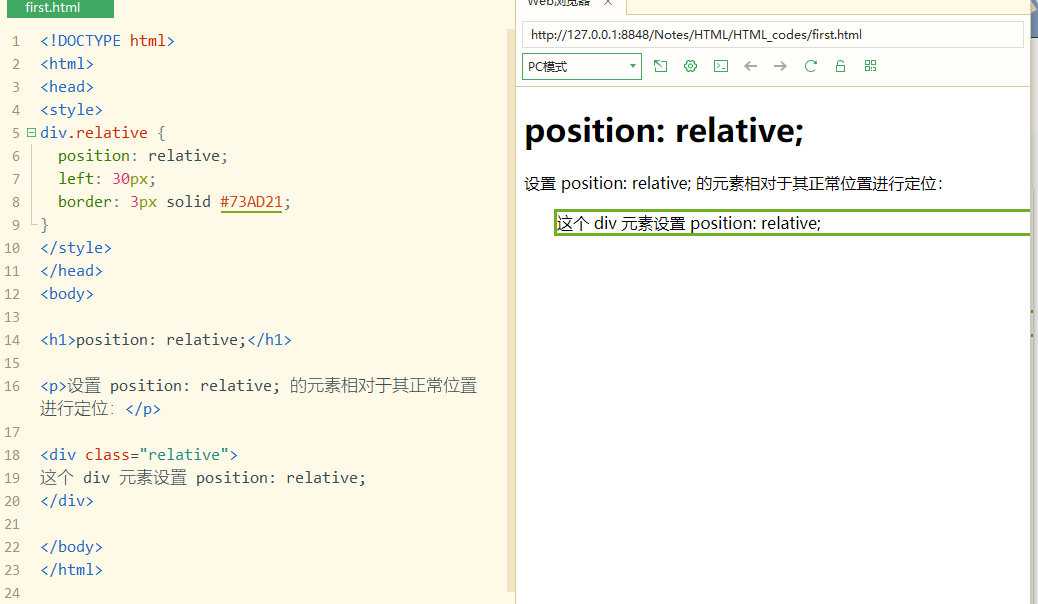 first.html
1 <!DOCTYPE html>
2 <html>
3 <head>
4 <style>
5 div.relative {
6 position: relative;
7 left: 30px;
8 border: 3px solid #73AD21;
9 }
10 </style>
11 </head>
12 <body>
13
14 <h1>position: relative;</h1>
15
16 <p>设置 position: relative; 的元素相对于其正常位置
进行定位：</p>
17
18 <div class="relative">
19 这个 div 元素设置 position: relative;
20 </div>
21
22 </body>
23 </html>
24
Web浏览器
http://127.0.0.1:8848/Notes/HTML/HTML_codes/first.html
PC模式
position: relative;
设置 position: relative; 的元素相对于其正常位置进行定位：
这个 div 元素设置 position: relative;